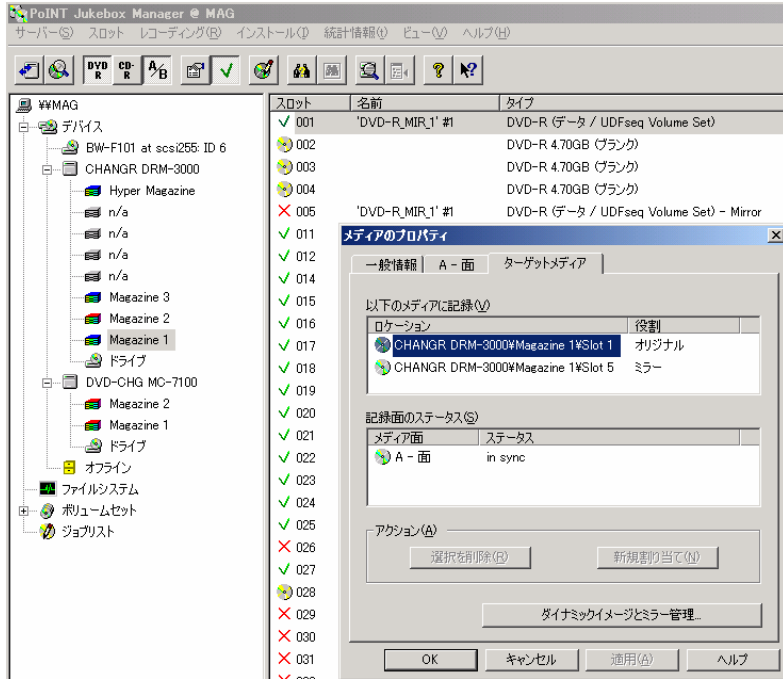 PoINT Jukebox Manager @ MAG
サーバー(S) スロット レコーディング(R) インストール(I) 統計情報(t) ビュー(V) ヘルプ(H)
DVD R CD-R A/B
¥¥MAG
デバイス
BW-F101 at scsi255: ID 6
CHANGR DRM-3000
Hyper Magazine
n/a
n/a
n/a
n/a
Magazine 3
Magazine 2
Magazine 1
ドライブ
DVD-CHG MC-7100
Magazine 2
Magazine 1
ドライブ
オフライン
ファイルシステム
ボリュームセット
ジョブリスト
スロット 名前 タイプ
001 'DVD-R_MIR_1' #1 DVD-R (データ / UDFseq Volume Set)
002 DVD-R 4.70GB (ブランク)
003 DVD-R 4.70GB (ブランク)
004 DVD-R 4.70GB (ブランク)
005 'DVD-R_MIR_1' #1 DVD-R (データ / UDFseq Volume Set) - Mirror
011
012
014
015
016
017
018
019
020
021
022
023
024
025
026
027
028
029
030
031
メディアのプロパティ
一般情報 A - 面 ターゲットメディア
以下のメディアに記録(V)
ロケーション 役割
CHANGR DRM-3000¥Magazine 1¥Slot 1 オリジナル
CHANGR DRM-3000¥Magazine 1¥Slot 5 ミラー
記録面のステータス(S)
メディア面 ステータス
A - 面 in sync
アクション(A)
選択を削除(R) 新規割り当て(N)
ダイナミックイメージとミラー管理...
OK キャンセル 適用(A) ヘルプ